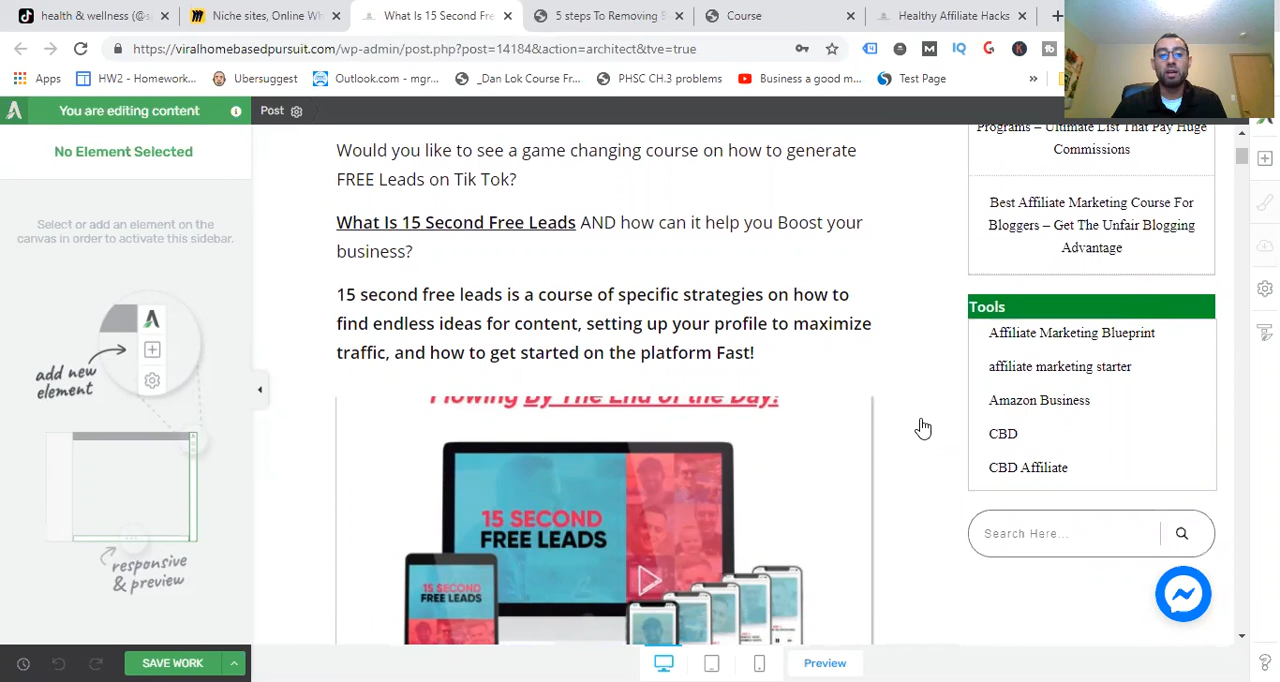 health & wellness (@s
Niche sites, Online Wh
What Is 15 Second Fre
5 steps To Removing B
Course
Healthy Affiliate Hacks
https://viralhomebasedpursuit.com/wp-admin/post.php?post=14184&action=architect&tve=true
Apps
HW2 - Homework...
Ubersuggest
Outlook.com - mgr...
_Dan Lok Course Fr...
PHSC CH.3 problems
Business a good m...
Test Page
»
You are editing content
Post
No Element Selected
Select or add an element on the
canvas in order to activate this sidebar.
add new
element
responsive
& preview
SAVE WORK
Would you like to see a game changing course on how to generate
FREE Leads on Tik Tok?
What Is 15 Second Free Leads AND how can it help you Boost your
business?
15 second free leads is a course of specific strategies on how to
find endless ideas for content, setting up your profile to maximize
traffic, and how to get started on the platform Fast!
Flowing By The End of the Day!
15 SECOND
FREE LEADS
15 SECOND
FREE LEADS
Programs – Ultimate List That Pay Huge
Commissions
Best Affiliate Marketing Course For
Bloggers – Get The Unfair Blogging
Advantage
Tools
Affiliate Marketing Blueprint
affiliate marketing starter
Amazon Business
CBD
CBD Affiliate
Search Here...
Preview